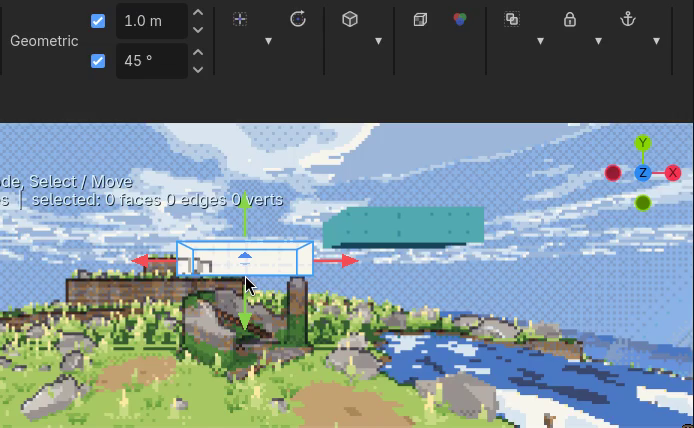 Geometric
1.0 m
45 °
Y
Z
X
de, Select / Move
s | selected: 0 faces 0 edges 0 verts